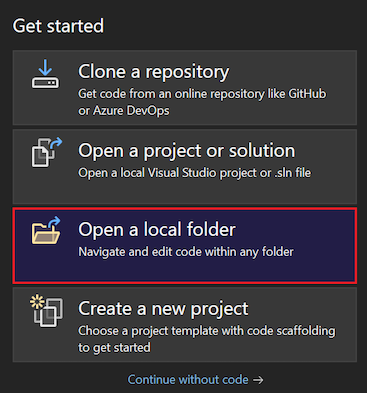 Get started
Clone a repository
Get code from an online repository like GitHub
or Azure DevOps
Open a project or solution
Open a local Visual Studio project or .sln file
Open a local folder
Navigate and edit code within any folder
Create a new project
Choose a project template with code scaffolding
to get started
Continue without code →